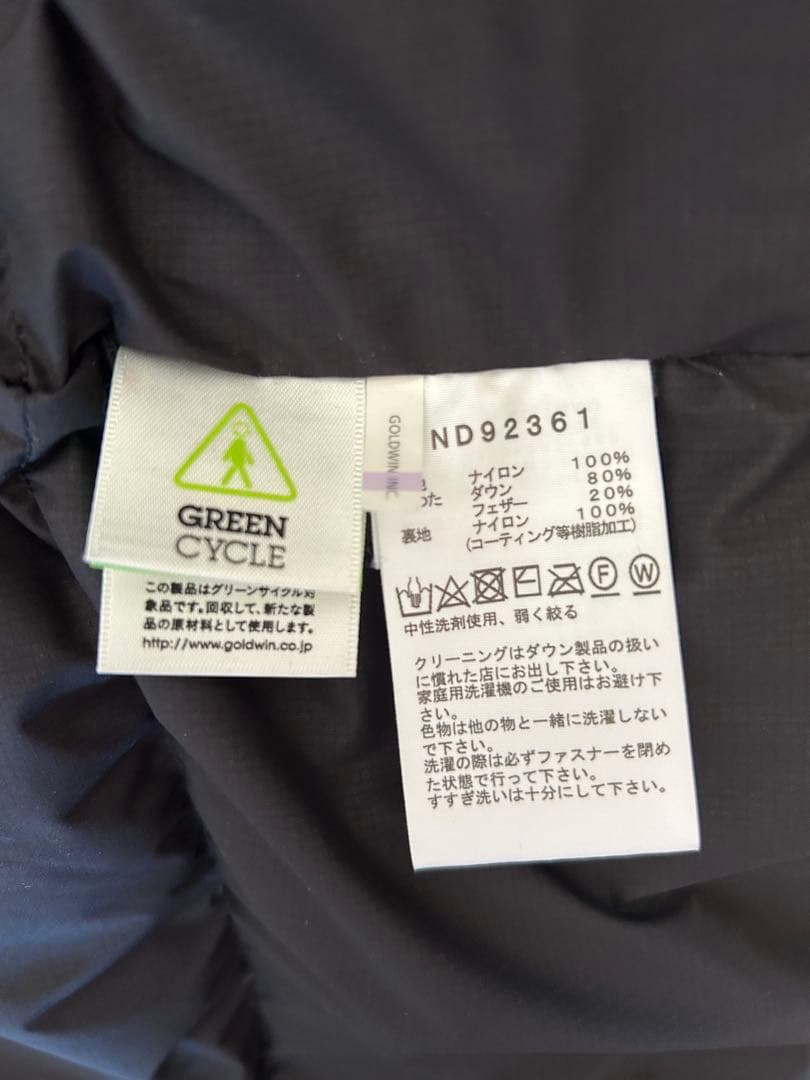 GREEN
CYCLE
この製品はグリーンサイクル対
象品です。回収して、新たな製
品の原材料として使用します。
http://www.goldwin.co.jp
GOLDWIN INC.
ND92361
ナイロン 100%
わた ダウン 80%
フェザー 20%
裏地 ナイロン 100%
(コーティング等樹脂加工)
F W
中性洗剤使用、弱く絞る
クリーニングはダウン製品の扱い
に慣れた店にお出し下さい。
家庭用洗濯機のご使用はお避け下
さい。
色物は他の物と一緒に洗濯しない
で下さい。
洗濯の際は必ずファスナーを閉め
た状態で行って下さい。
すすぎ洗いは十分にして下さい。